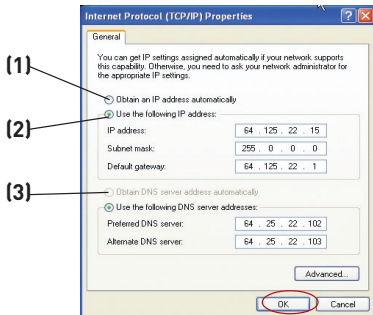 Internet Protocol (TCP/IP) Properties
General
You can get IP settings assigned automatically if your network supports
this capability. Otherwise, you need to ask your network administrator for
the appropriate IP settings.
(1)
Obtain an IP address automatically
(2)
Use the following IP address:
IP address: 64 . 125 . 22 . 15
Subnet mask: 255 . 0 . 0 . 0
Default gateway: 64 . 125 . 22 . 1
(3)
Obtain DNS server address automatically
Use the following DNS server addresses:
Preferred DNS server: 64 . 25 . 22 . 102
Alternate DNS server: 64 . 25 . 22 . 103
Advanced...
OK Cancel